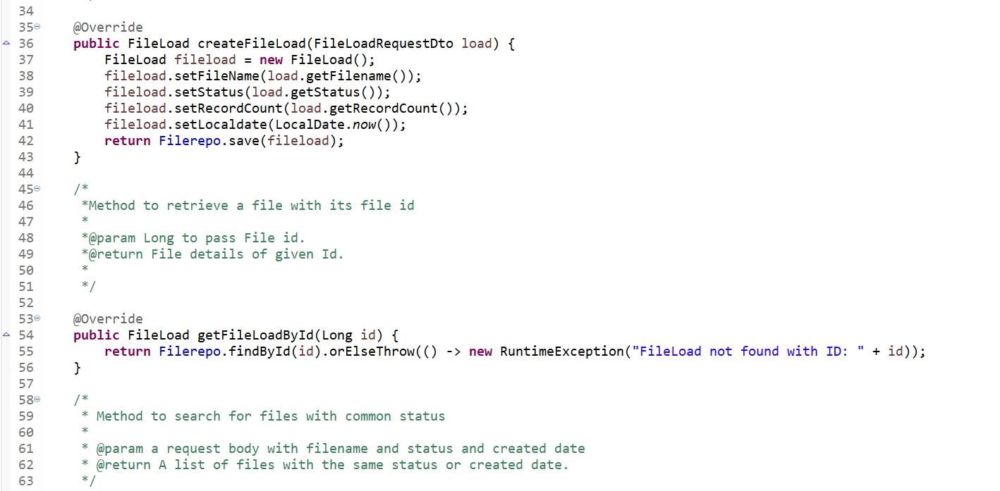 34
35 @Override
36 public FileLoad createFileLoad(FileLoadRequestDto load) {
37 FileLoad fileload = new FileLoad();
38 fileload.setFileName(load.getFilename());
39 fileload.setStatus(load.getStatus());
40 fileload.setRecordCount(load.getRecordCount());
41 fileload.setLocaldate(LocalDate.now());
42 return Filerepo.save(fileload);
43 }
44
45 /*
46 *Method to retrieve a file with its file id
47 *
48 *@param Long to pass File id.
49 *@return File details of given Id.
50 *
51 */
52
53 @Override
54 public FileLoad getFileLoadById(Long id) {
55 return Filerepo.findById(id).orElseThrow(() -> new RuntimeException("FileLoad not found with ID: " + id));
56 }
57
58 /*
59 * Method to search for files with common status
60 *
61 * @param a request body with filename and status and created date
62 * @return A list of files with the same status or created date.
63 */